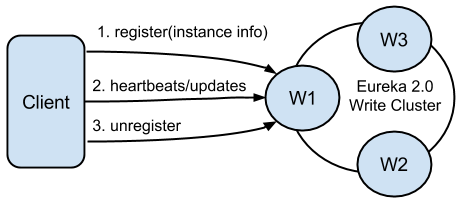 1. register(instance info)
W3
Client
2. heartbeats/updates
W1
Eureka 2.0
Write Cluster
3. unregister
W2